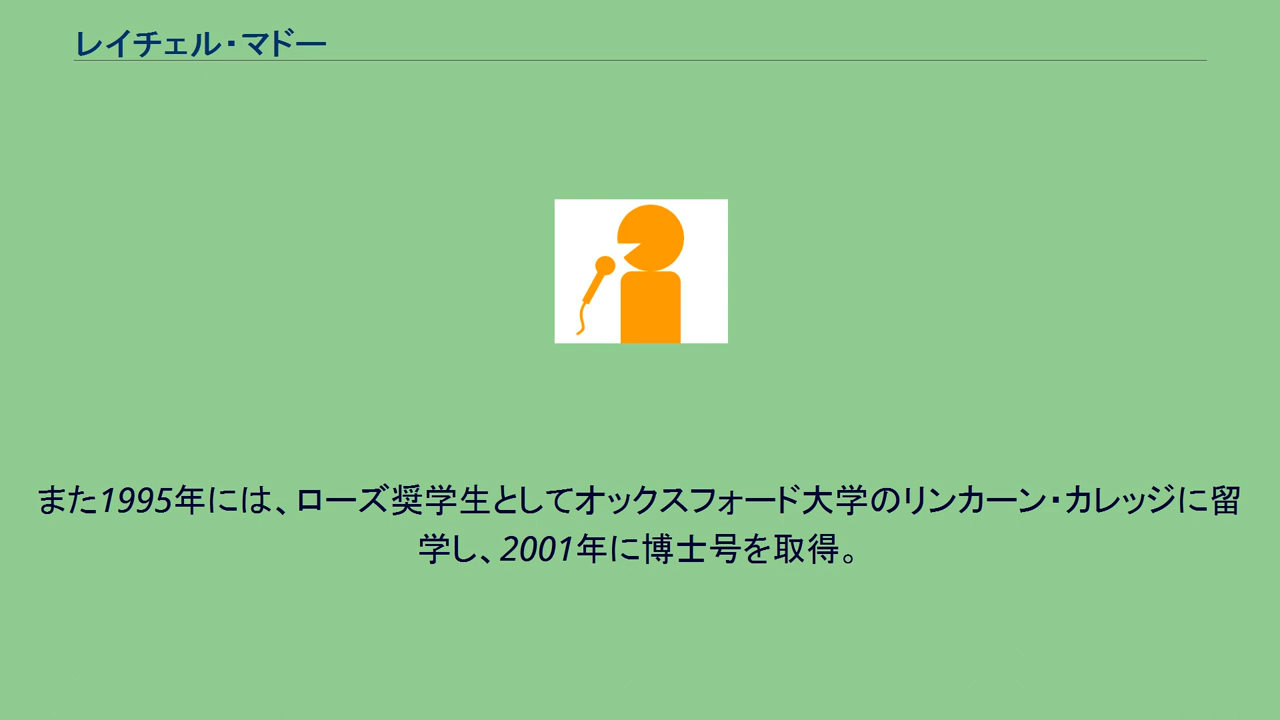 レイチェル・マドー
また1995年には、ローズ奨学生としてオックスフォード大学のリンカーン・カレッジに留
学し、2001年に博士号を取得。